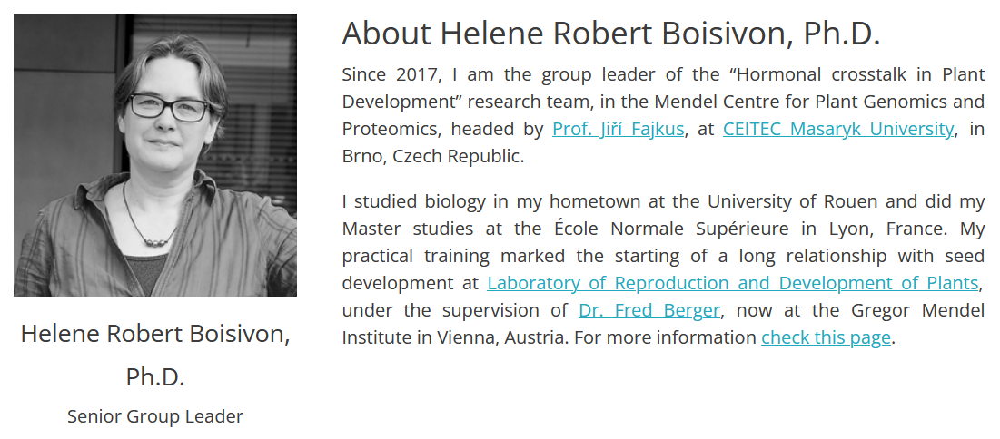 About Helene Robert Boisivon, Ph.D.
Since 2017, I am the group leader of the “Hormonal crosstalk in Plant
Development” research team, in the Mendel Centre for Plant Genomics and
Proteomics, headed by Prof. Jiří Fajkus, at CEITEC Masaryk University, in
Brno, Czech Republic.
I studied biology in my hometown at the University of Rouen and did my
Master studies at the École Normale Supérieure in Lyon, France. My
practical training marked the starting of a long relationship with seed
development at Laboratory of Reproduction and Development of Plants,
under the supervision of Dr. Fred Berger, now at the Gregor Mendel
Institute in Vienna, Austria. For more information check this page.
Helene Robert Boisivon,
Ph.D.
Senior Group Leader